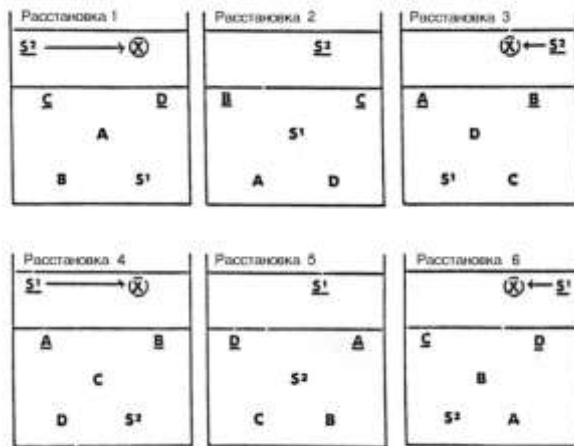 Расстановка 1
S² X
C D
A
B S¹
Расстановка 2
S²
B C
S¹
A D
Расстановка 3
X S²
A B
D
S¹ C
Расстановка 4
S¹ X
A B
C
D S²
Расстановка 5
S¹
D A
S²
C B
Расстановка 6
X S¹
C D
B
S² A